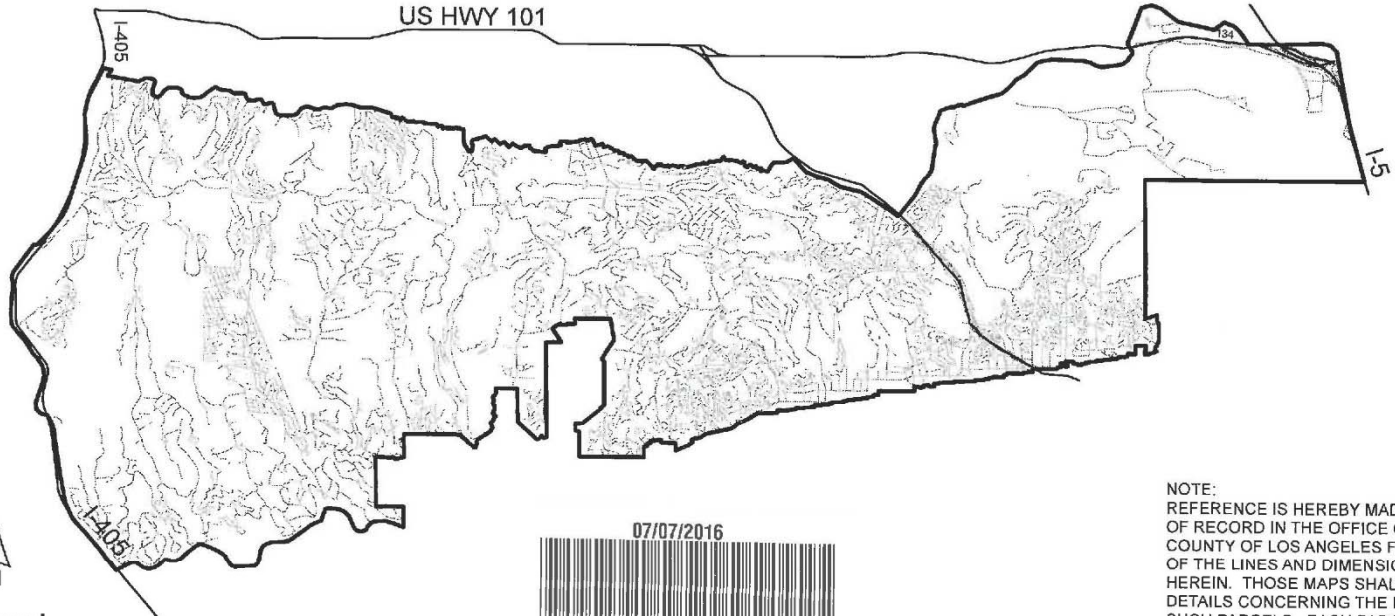 US HWY 101
I-405
134
I-5
I-405
07/07/2016
NOTE:
REFERENCE IS HEREBY MAD
OF RECORD IN THE OFFICE
COUNTY OF LOS ANGELES F
OF THE LINES AND DIMENSI
HEREIN. THOSE MAPS SHAL
DETAILS CONCERNING THE